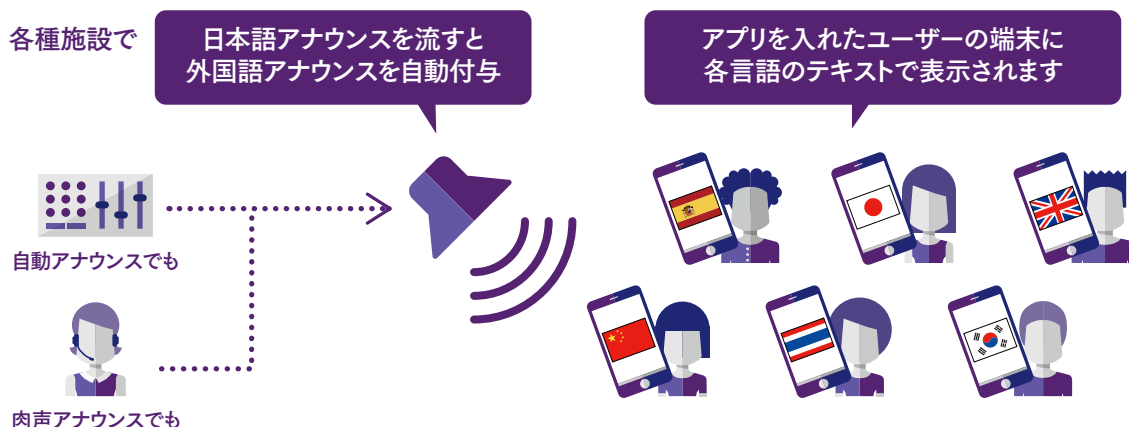 各種施設で
日本語アナウンスを流すと
外国語アナウンスを自動付与
アプリを入れたユーザーの端末に
各言語のテキストで表示されます
自動アナウンスでも
肉声アナウンスでも